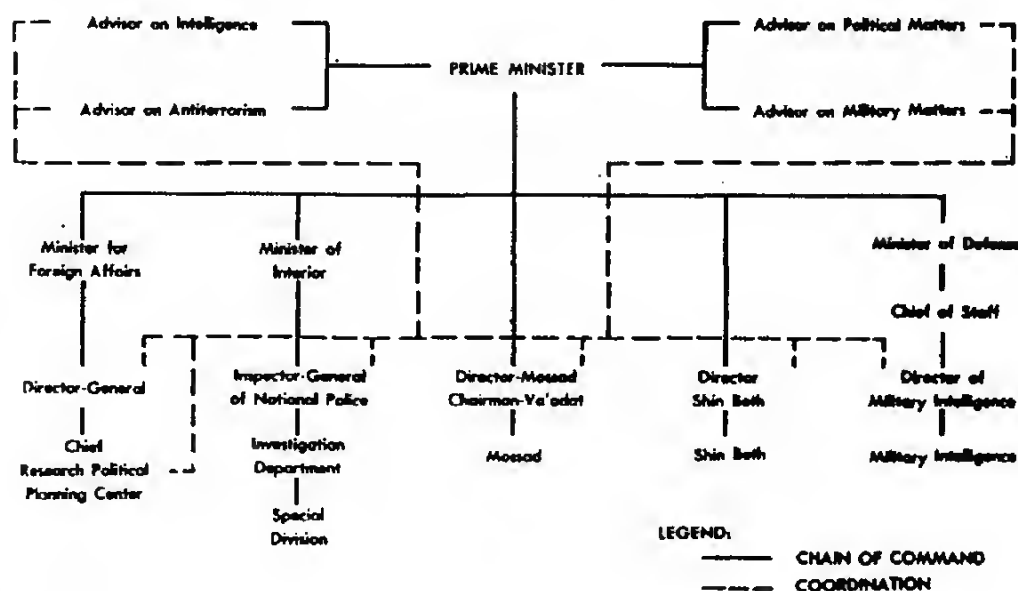 Advisor on Intelligence
Advisor on Political Matters
PRIME MINISTER
Advisor on Antiterrorism
Advisor on Military Matters
Minister for
Foreign Affairs
Minister of
Interior
Minister of Defense
Chief of Staff
Director-General
Inspector-General
of National Police
Director-Mossad
Chairman-Va'adat
Director
Shin Beth
Director of
Military Intelligence
Chief
Research Political
Planning Center
Investigation
Department
Mossad
Shin Beth
Military Intelligence
Special
Division
LEGEND:
CHAIN OF COMMAND
COORDINATION